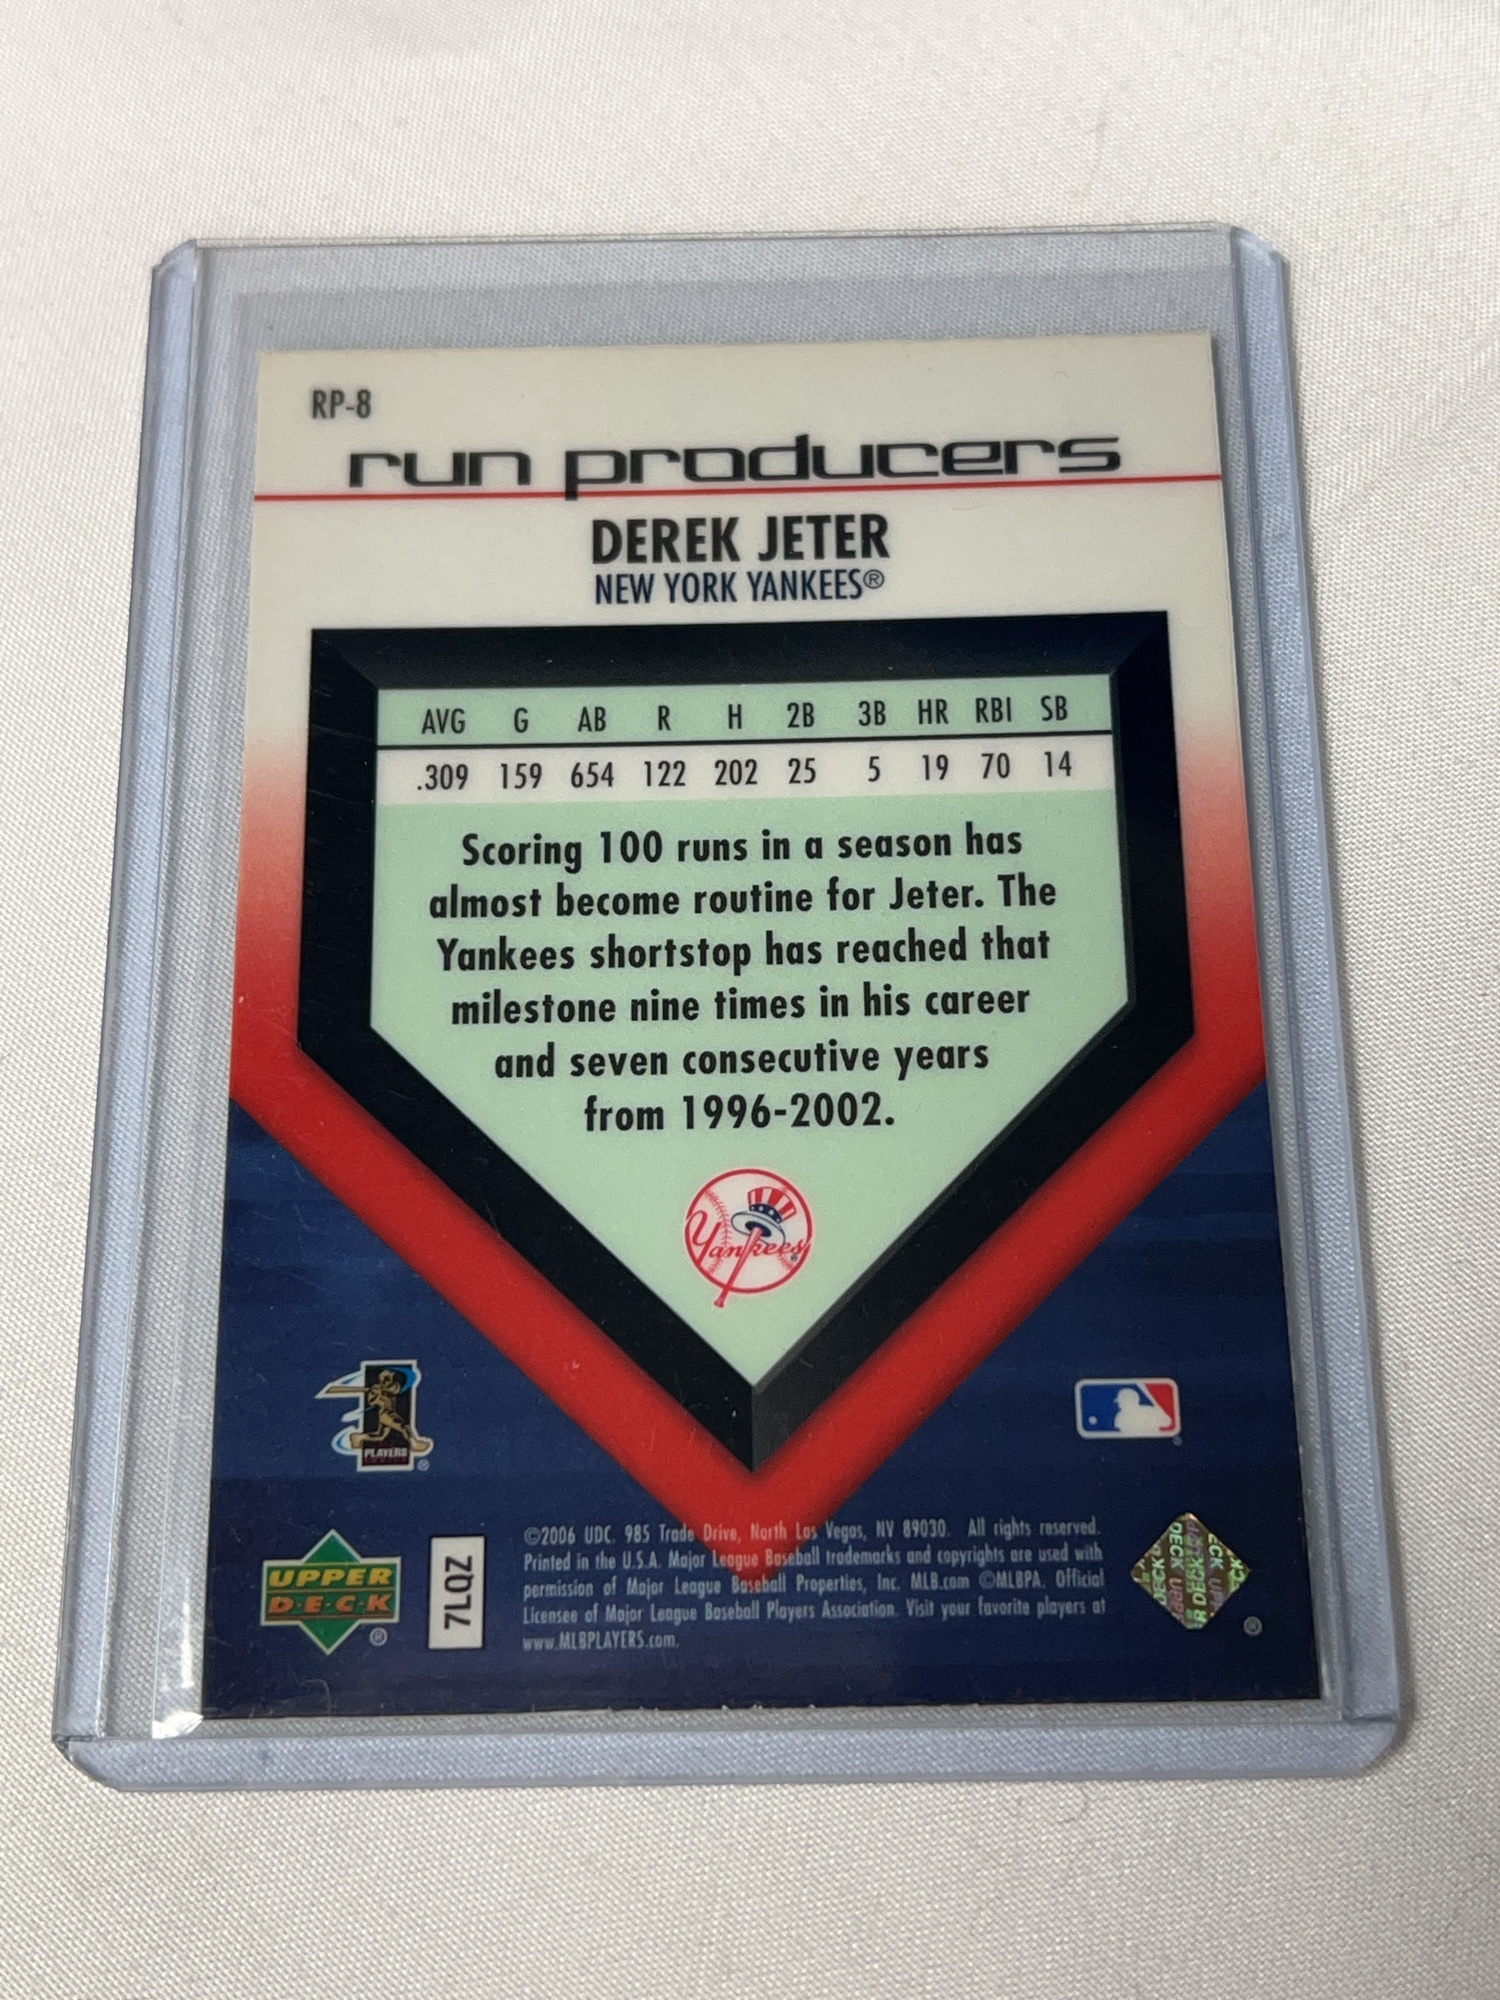 RP-8
run producers
DEREK JETER
NEW YORK YANKEES®
AVG G AB R H 2B 3B HR RBI SB
.309 159 654 122 202 25 5 19 70 14
Scoring 100 runs in a season has
almost become routine for Jeter. The
Yankees shortstop has reached that
milestone nine times in his career
and seven consecutive years
from 1996-2002.
Yankees
PLAYERS
®
UPPER
D·E·C·K
®
7LQZ
©2006 UDC. 985 Trade Drive, North Las Vegas, NV 89030. All rights reserved.
Printed in the U.S.A. Major League Baseball trademarks and copyrights are used with
permission of Major League Baseball Properties, Inc. MLB.com ©MLBPA. Official
Licensee of Major League Baseball Players Association. Visit your favorite players at
www.MLBPLAYERS.com.
®